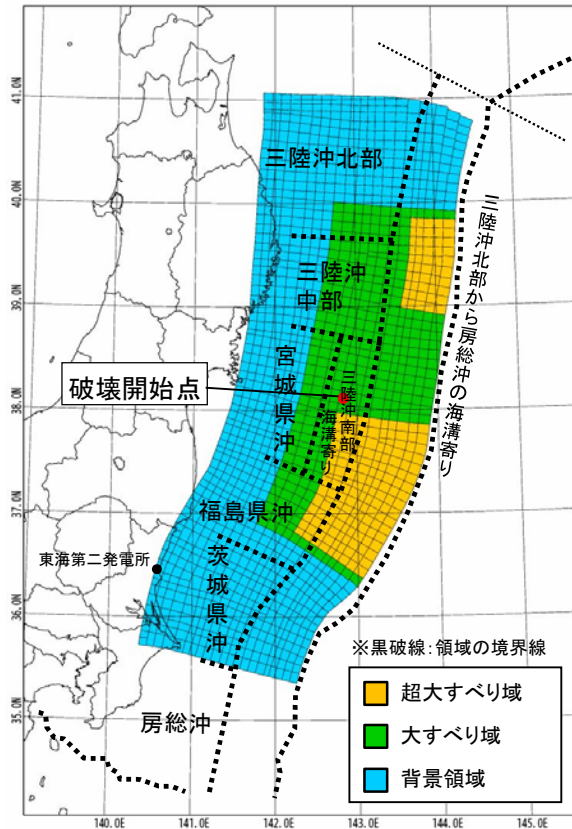 41.0N
40.0N
39.0N
38.0N
37.0N
36.0N
35.0N
三陸沖北部
三陸沖
中部
宮城県沖
三陸沖南部
海溝寄り
三陸沖北部から房総沖の海溝寄り
破壊開始点
福島県沖
東海第二発電所
茨城県沖
房総沖
※黒破線:領域の境界線
超大すべり域
大すべり域
背景領域
140.0E
141.0E
142.0E
143.0E
144.0E
145.0E